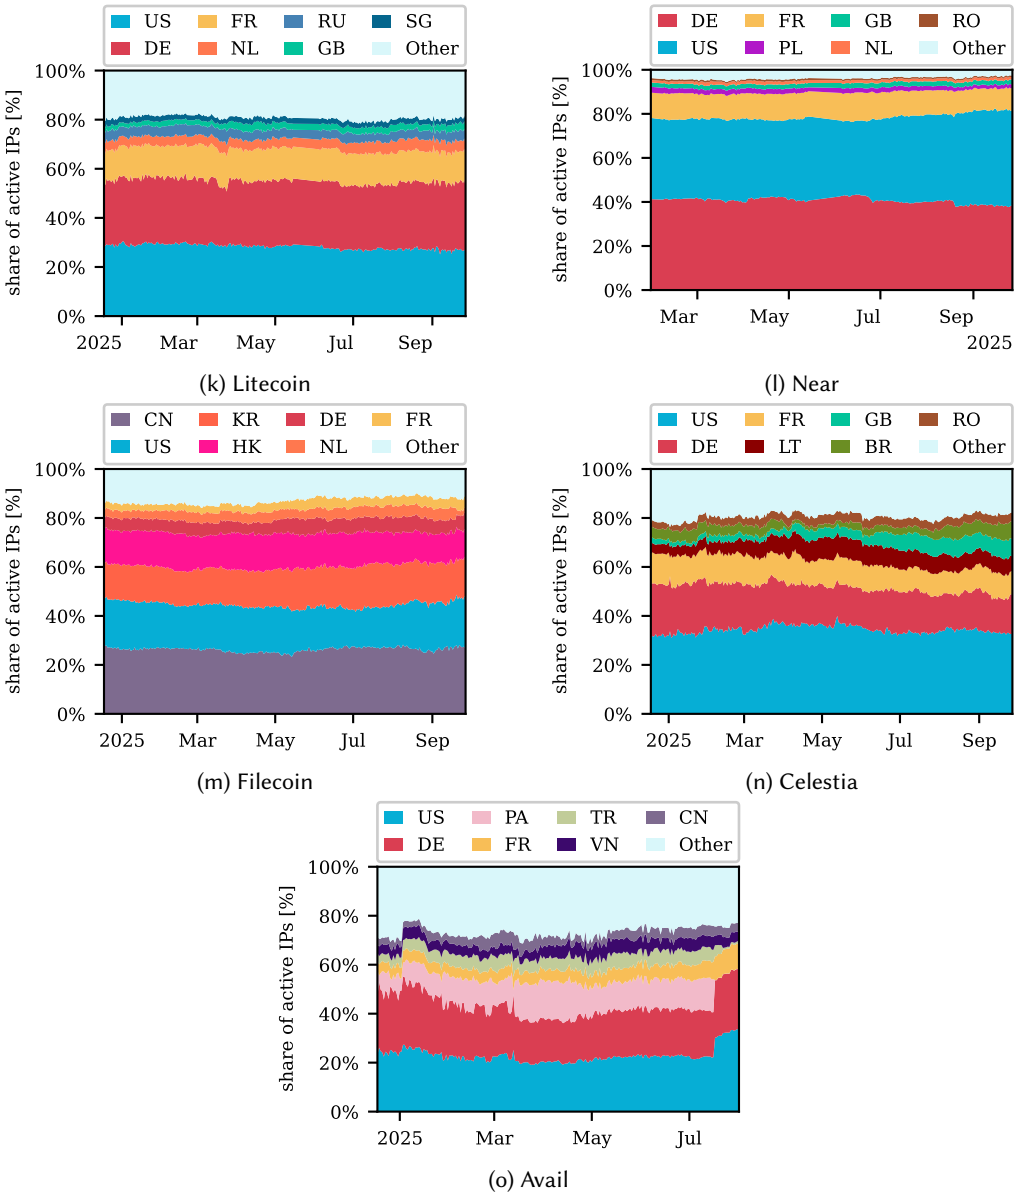 US FR RU SG
DE NL GB Other
100%
80%
60%
40%
20%
0%
share of active IPs [%]
2025 Mar May Jul Sep
(k) Litecoin
DE FR GB RO
US PL NL Other
100%
80%
60%
40%
20%
0%
share of active IPs [%]
Mar May Jul Sep
2025
(l) Near
CN KR DE FR
US HK NL Other
100%
80%
60%
40%
20%
0%
share of active IPs [%]
2025 Mar May Jul Sep
(m) Filecoin
US FR GB RO
DE LT BR Other
100%
80%
60%
40%
20%
0%
share of active IPs [%]
2025 Mar May Jul Sep
(n) Celestia
US PA TR CN
DE FR VN Other
100%
80%
60%
40%
20%
0%
share of active IPs [%]
2025 Mar May Jul
(o) Avail